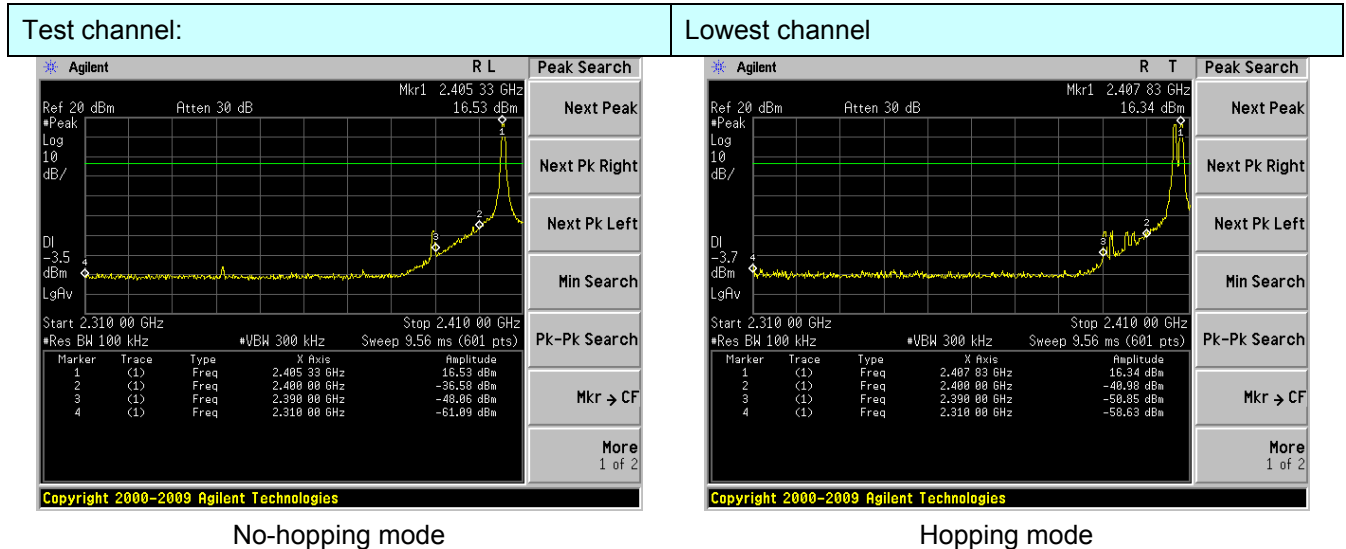 Test channel: Lowest channel
Agilent R L Peak Search
Mkr1 2.405 33 GHz
Ref 20 dBm Atten 30 dB 16.53 dBm
#Peak
Log
10
dB/
1
2
3
4
DI
-3.5
dBm
LgAv
Start 2.310 00 GHz Stop 2.410 00 GHz
#Res BW 100 kHz #VBW 300 kHz Sweep 9.56 ms (601 pts)
Marker Trace Type X Axis Amplitude
1 (1) Freq 2.405 33 GHz 16.53 dBm
2 (1) Freq 2.400 00 GHz -36.58 dBm
3 (1) Freq 2.390 00 GHz -48.06 dBm
4 (1) Freq 2.310 00 GHz -61.09 dBm
Next Peak
Next Pk Right
Next Pk Left
Min Search
Pk-Pk Search
Mkr → CF
More
1 of 2
Copyright 2000-2009 Agilent Technologies
No-hopping mode
Agilent R T Peak Search
Mkr1 2.407 83 GHz
Ref 20 dBm Atten 30 dB 16.34 dBm
#Peak
Log
10
dB/
1
2
3
4
DI
-3.7
dBm
LgAv
Start 2.310 00 GHz Stop 2.410 00 GHz
#Res BW 100 kHz #VBW 300 kHz Sweep 9.56 ms (601 pts)
Marker Trace Type X Axis Amplitude
1 (1) Freq 2.407 83 GHz 16.34 dBm
2 (1) Freq 2.400 00 GHz -40.98 dBm
3 (1) Freq 2.390 00 GHz -50.85 dBm
4 (1) Freq 2.310 00 GHz -58.63 dBm
Next Peak
Next Pk Right
Next Pk Left
Min Search
Pk-Pk Search
Mkr → CF
More
1 of 2
Copyright 2000-2009 Agilent Technologies
Hopping mode